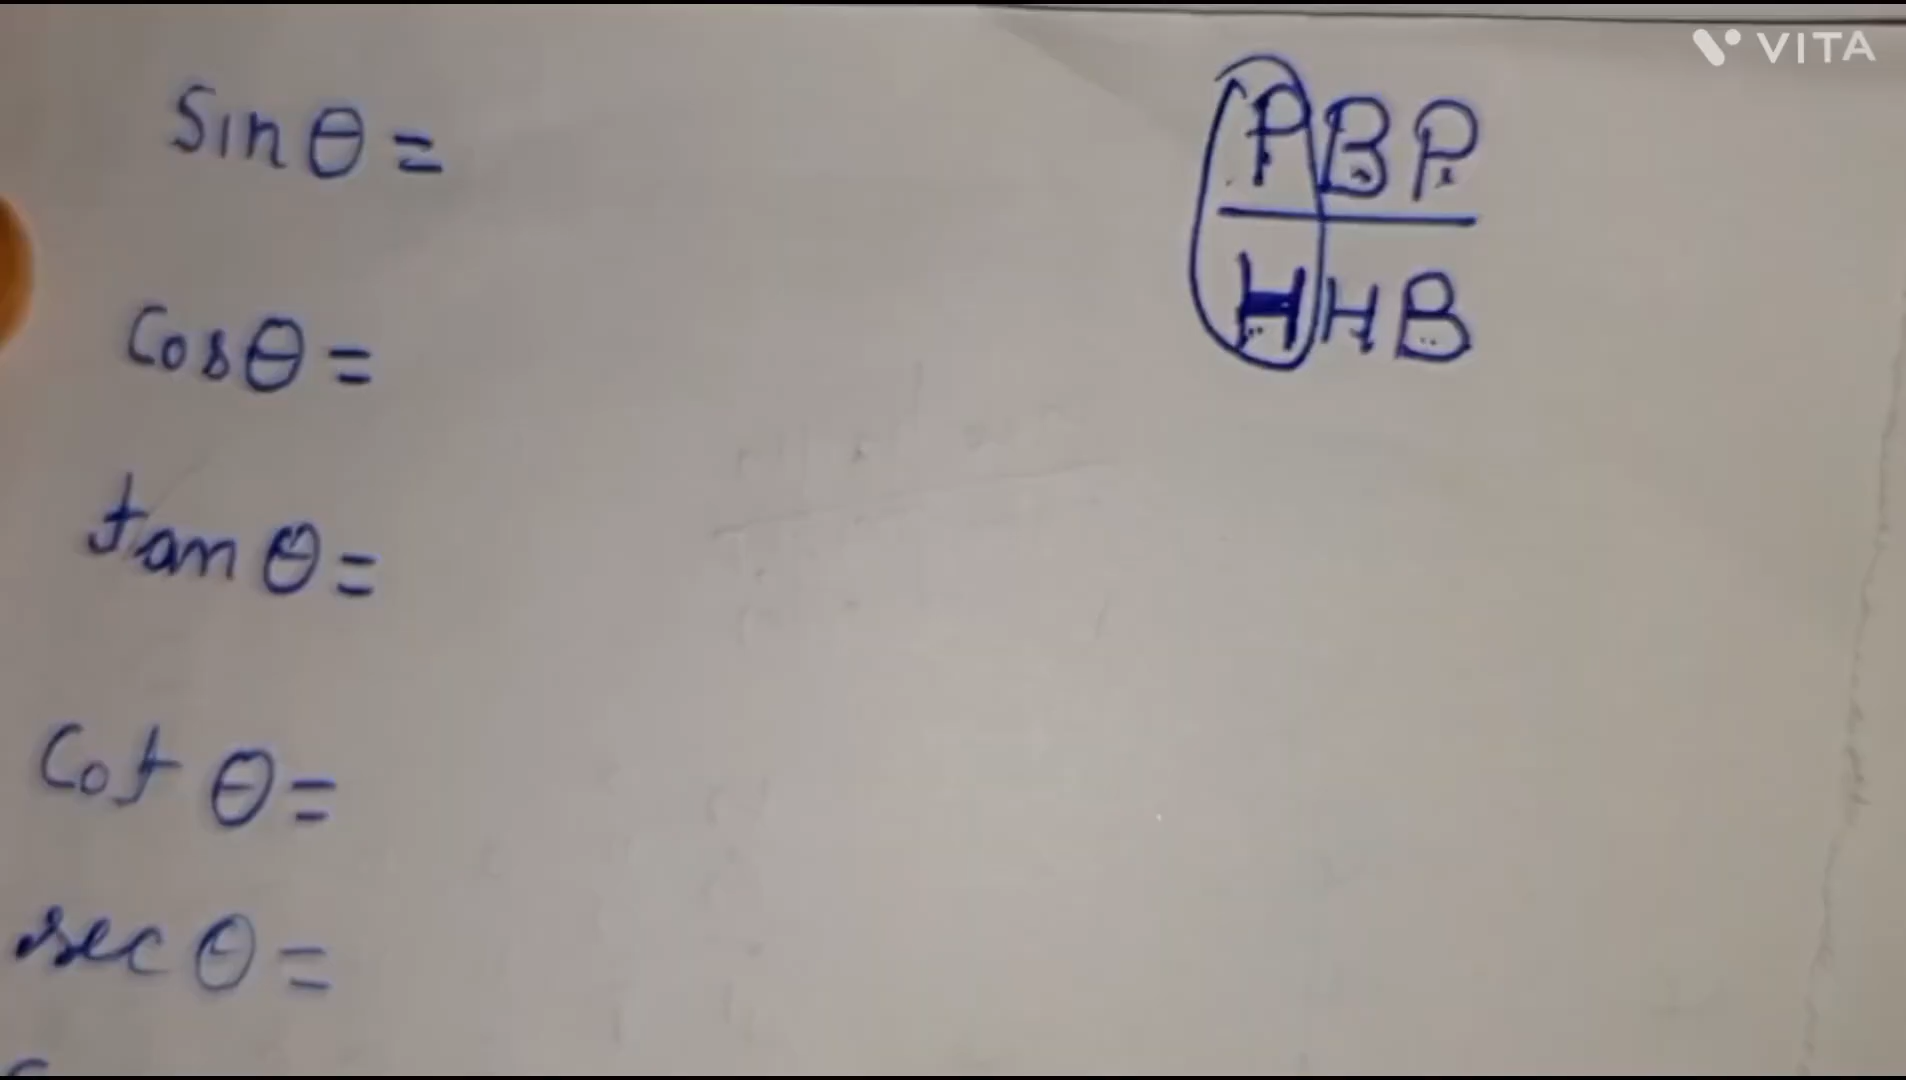 VITA
sin θ =
P B P
H H B
cos θ =
tan θ =
cot θ =
sec θ =